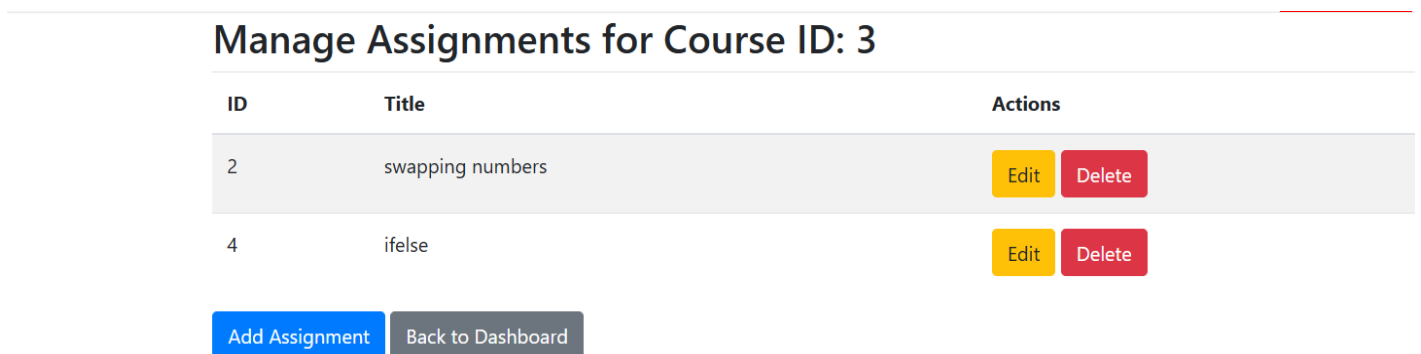 Manage Assignments for Course ID: 3
ID Title Actions
2 swapping numbers Edit Delete
4 ifelse Edit Delete
Add Assignment Back to Dashboard